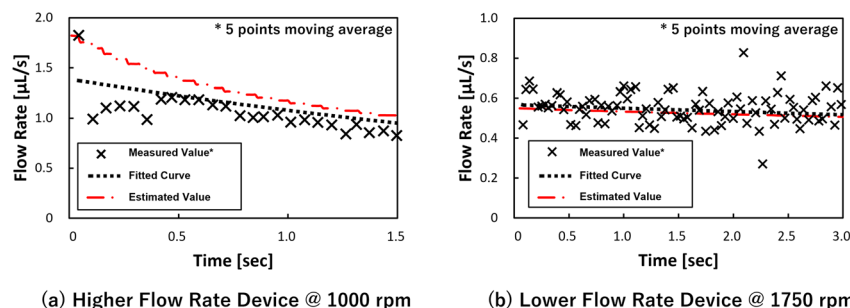 * 5 points moving average
Flow Rate [μL/s]
2.0
1.5
1.0
0.5
0
Measured Value*
Fitted Curve
Estimated Value
0
0.5
1.0
1.5
Time [sec]
(a) Higher Flow Rate Device @ 1000 rpm
* 5 points moving average
Flow Rate [μL/s]
1.0
0.8
0.6
0.4
0.2
0
Measured Value*
Fitted Curve
Estimated Value
0
0.5
1.0
1.5
2.0
2.5
3.0
Time [sec]
(b) Lower Flow Rate Device @ 1750 rpm